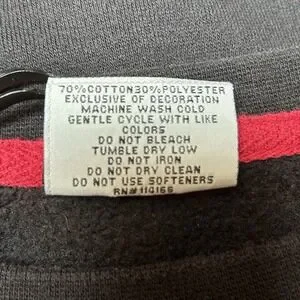 70%COTTON30%POLYESTER
EXCLUSIVE OF DECORATION
MACHINE WASH COLD
GENTLE CYCLE WITH LIKE
COLORS
DO NOT BLEACH
TUMBLE DRY LOW
DO NOT IRON
DO NOT DRY CLEAN
DO NOT USE SOFTENERS
RN#114166